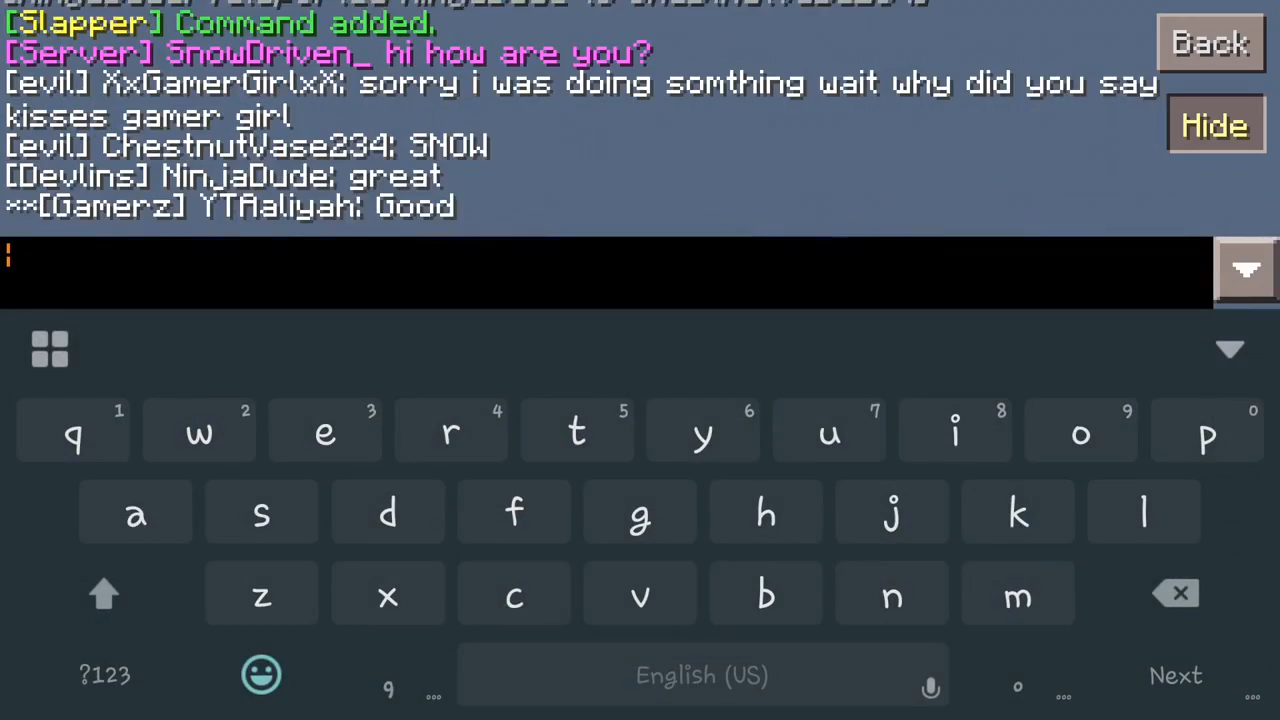 [Slapper] Command added.
[Server] SnowDriven_ hi how are you?
[evil] XxGamerGirlxX: sorry i was doing somthing wait why did you say
kisses gamer girl
[evil] ChestnutVase234: SNOW
[Devlins] NinjaDude: great
**[Gamerz] YTAaliyah: Good
Back
Hide
1 2 3 4 5 6 7 8 9 0
q w e r t y u i o p
a s d f g h j k l
z x c v b n m
?123 , ... English (US) . ... Next ...